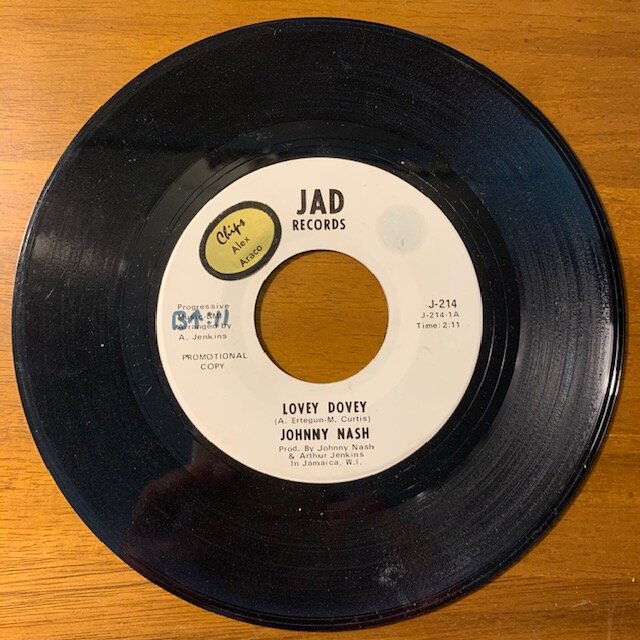 JAD
RECORDS
Chips
Alex
Araco
J-214
J-214-1A
Time: 2:11
Progressive
Arranged by
A. Jenkins
PROMOTIONAL
COPY
LOVEY DOVEY
(A. Ertegun-M. Curtis)
JOHNNY NASH
Prod. By Johnny Nash
& Arthur Jenkins
In Jamaica, W.I.